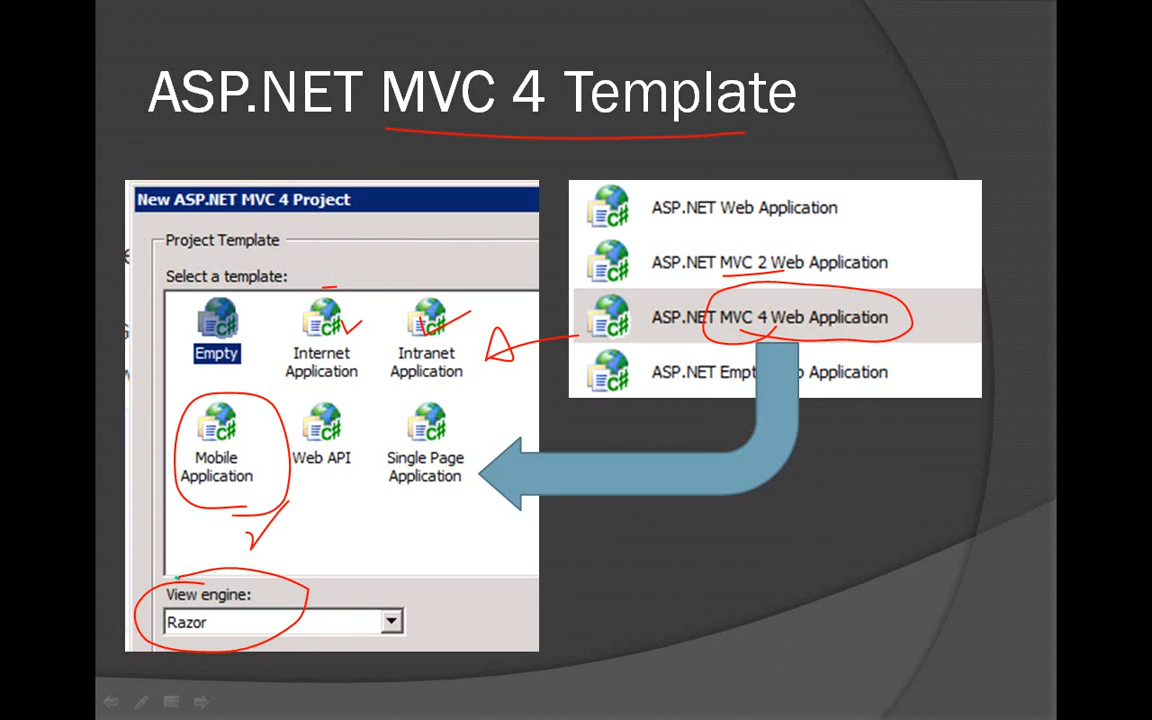 ASP.NET MVC 4 Template
New ASP.NET MVC 4 Project
Project Template
Select a template:
C# C# C#
Empty
Internet Application
Intranet Application
C# C# C#
Mobile Application
Web API
Single Page Application
View engine:
Razor
C# ASP.NET Web Application
C# ASP.NET MVC 2 Web Application
C# ASP.NET MVC 4 Web Application
C# ASP.NET Empt Application